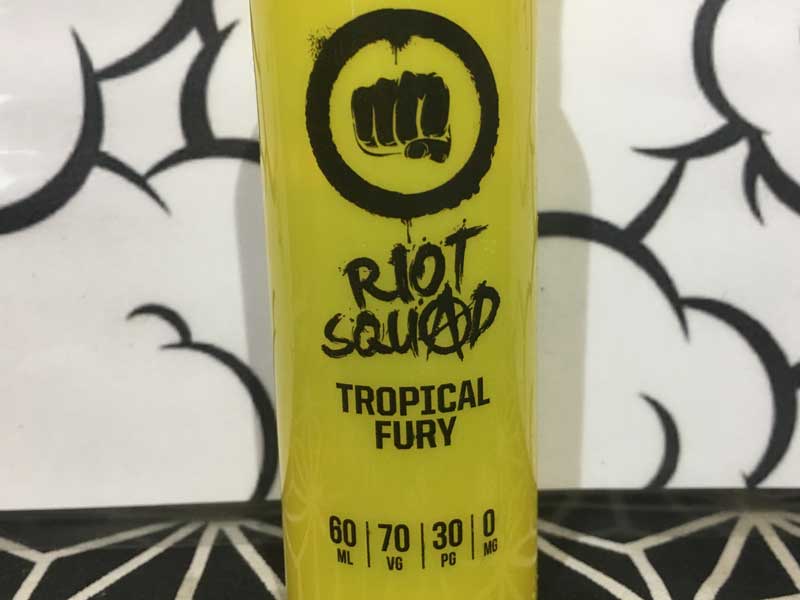 RIOT
SQUAD
TROPICAL
FURY
60 | 70 | 30 | 0
ML | VG | PG | MG